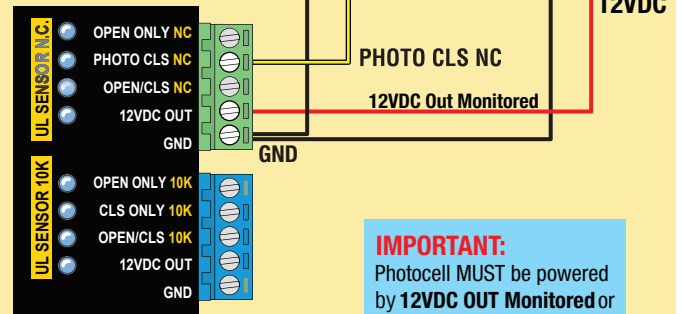 12VDC
UL SENSOR N.C.
OPEN ONLY NC
PHOTO CLS NC
OPEN/CLS NC
12VDC OUT
GND
PHOTO CLS NC
12VDC Out Monitored
GND
UL SENSOR 10K
OPEN ONLY 10K
CLS ONLY 10K
OPEN/CLS 10K
12VDC OUT
GND
IMPORTANT:
Photocell MUST be powered
by 12VDC OUT Monitored or